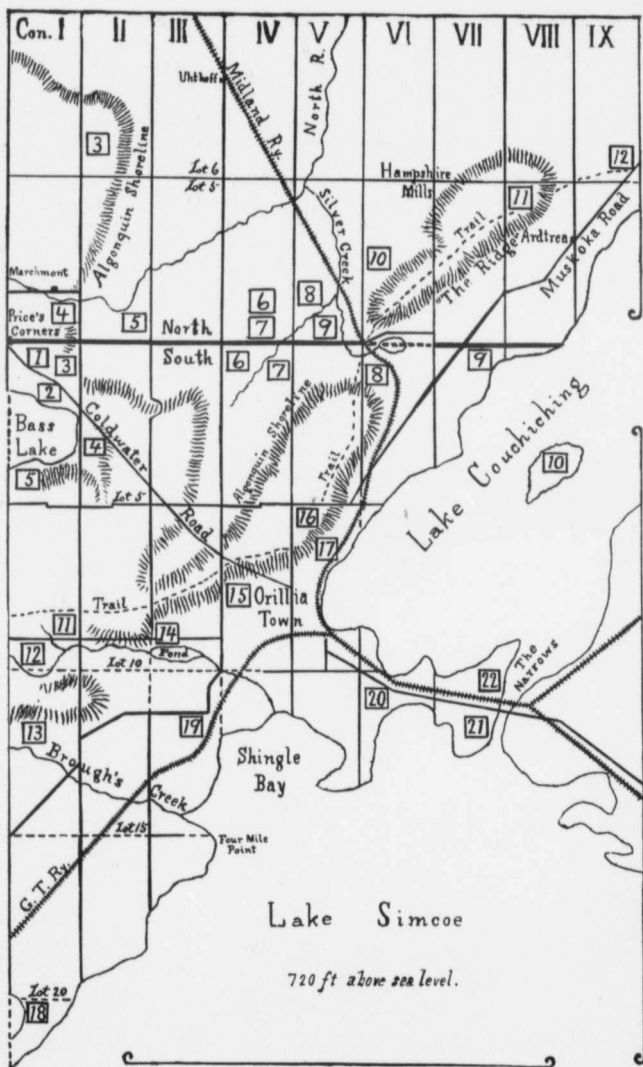 Con. I II III IV V VI VII VIII IX
Uhthoff
Midland Ry.
North R.
3
Algonquin Shoreline
Lot 6
Lot 5
Hampshire
Mills
12
11
Silver Creek
Trail
"The Ridge"
Ardtrea
Muskoka Road
10
Marchmont
4
Price's
Corners
5
6
8
7
9
North
South
1
3
2
6
7
8
9
Bass
Lake
Coldwater
Road
4
5
Algonquin Shoreline
Trail
Lot 5
Lake Couchiching
10
16
17
15
Orillia
Town
Trail
11
14
Pond
12
Lot 10
13
19
Brough's
Creek
Shingle
Bay
20
22
21
The
Narrows
Lot 15
Four Mile
Point
G.T.Ry.
Lake Simcoe
720 ft above sea level.
Lot 20
18